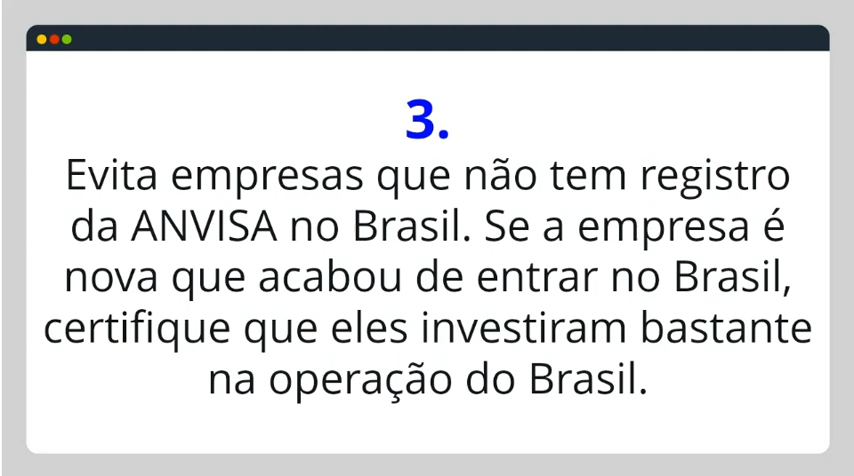 3.
Evita empresas que não tem registro
da ANVISA no Brasil. Se a empresa é
nova que acabou de entrar no Brasil,
certifique que eles investiram bastante
na operação do Brasil.